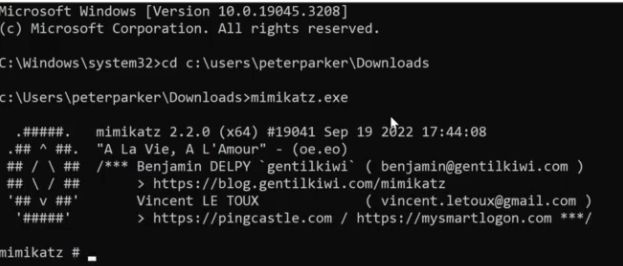 Microsoft Windows [Version 10.0.19045.3208]
(c) Microsoft Corporation. All rights reserved.
C:\Windows\system32>cd c:\users\peterparker\Downloads
c:\Users\peterparker\Downloads>mimikatz.exe
.#####.   mimikatz 2.2.0 (x64) #19041 Sep 19 2022 17:44:08
.## ^ ##.  "A La Vie, A L'Amour" - (oe.eo)
## / \ ##  /*** Benjamin DELPY `gentilkiwi` ( benjamin@gentilkiwi.com )
## \ / ##       > https://blog.gentilkiwi.com/mimikatz
'## v ##'       Vincent LE TOUX             ( vincent.letoux@gmail.com )
'#####'        > https://pingcastle.com / https://mysmartlogon.com ***/
mimikatz # _